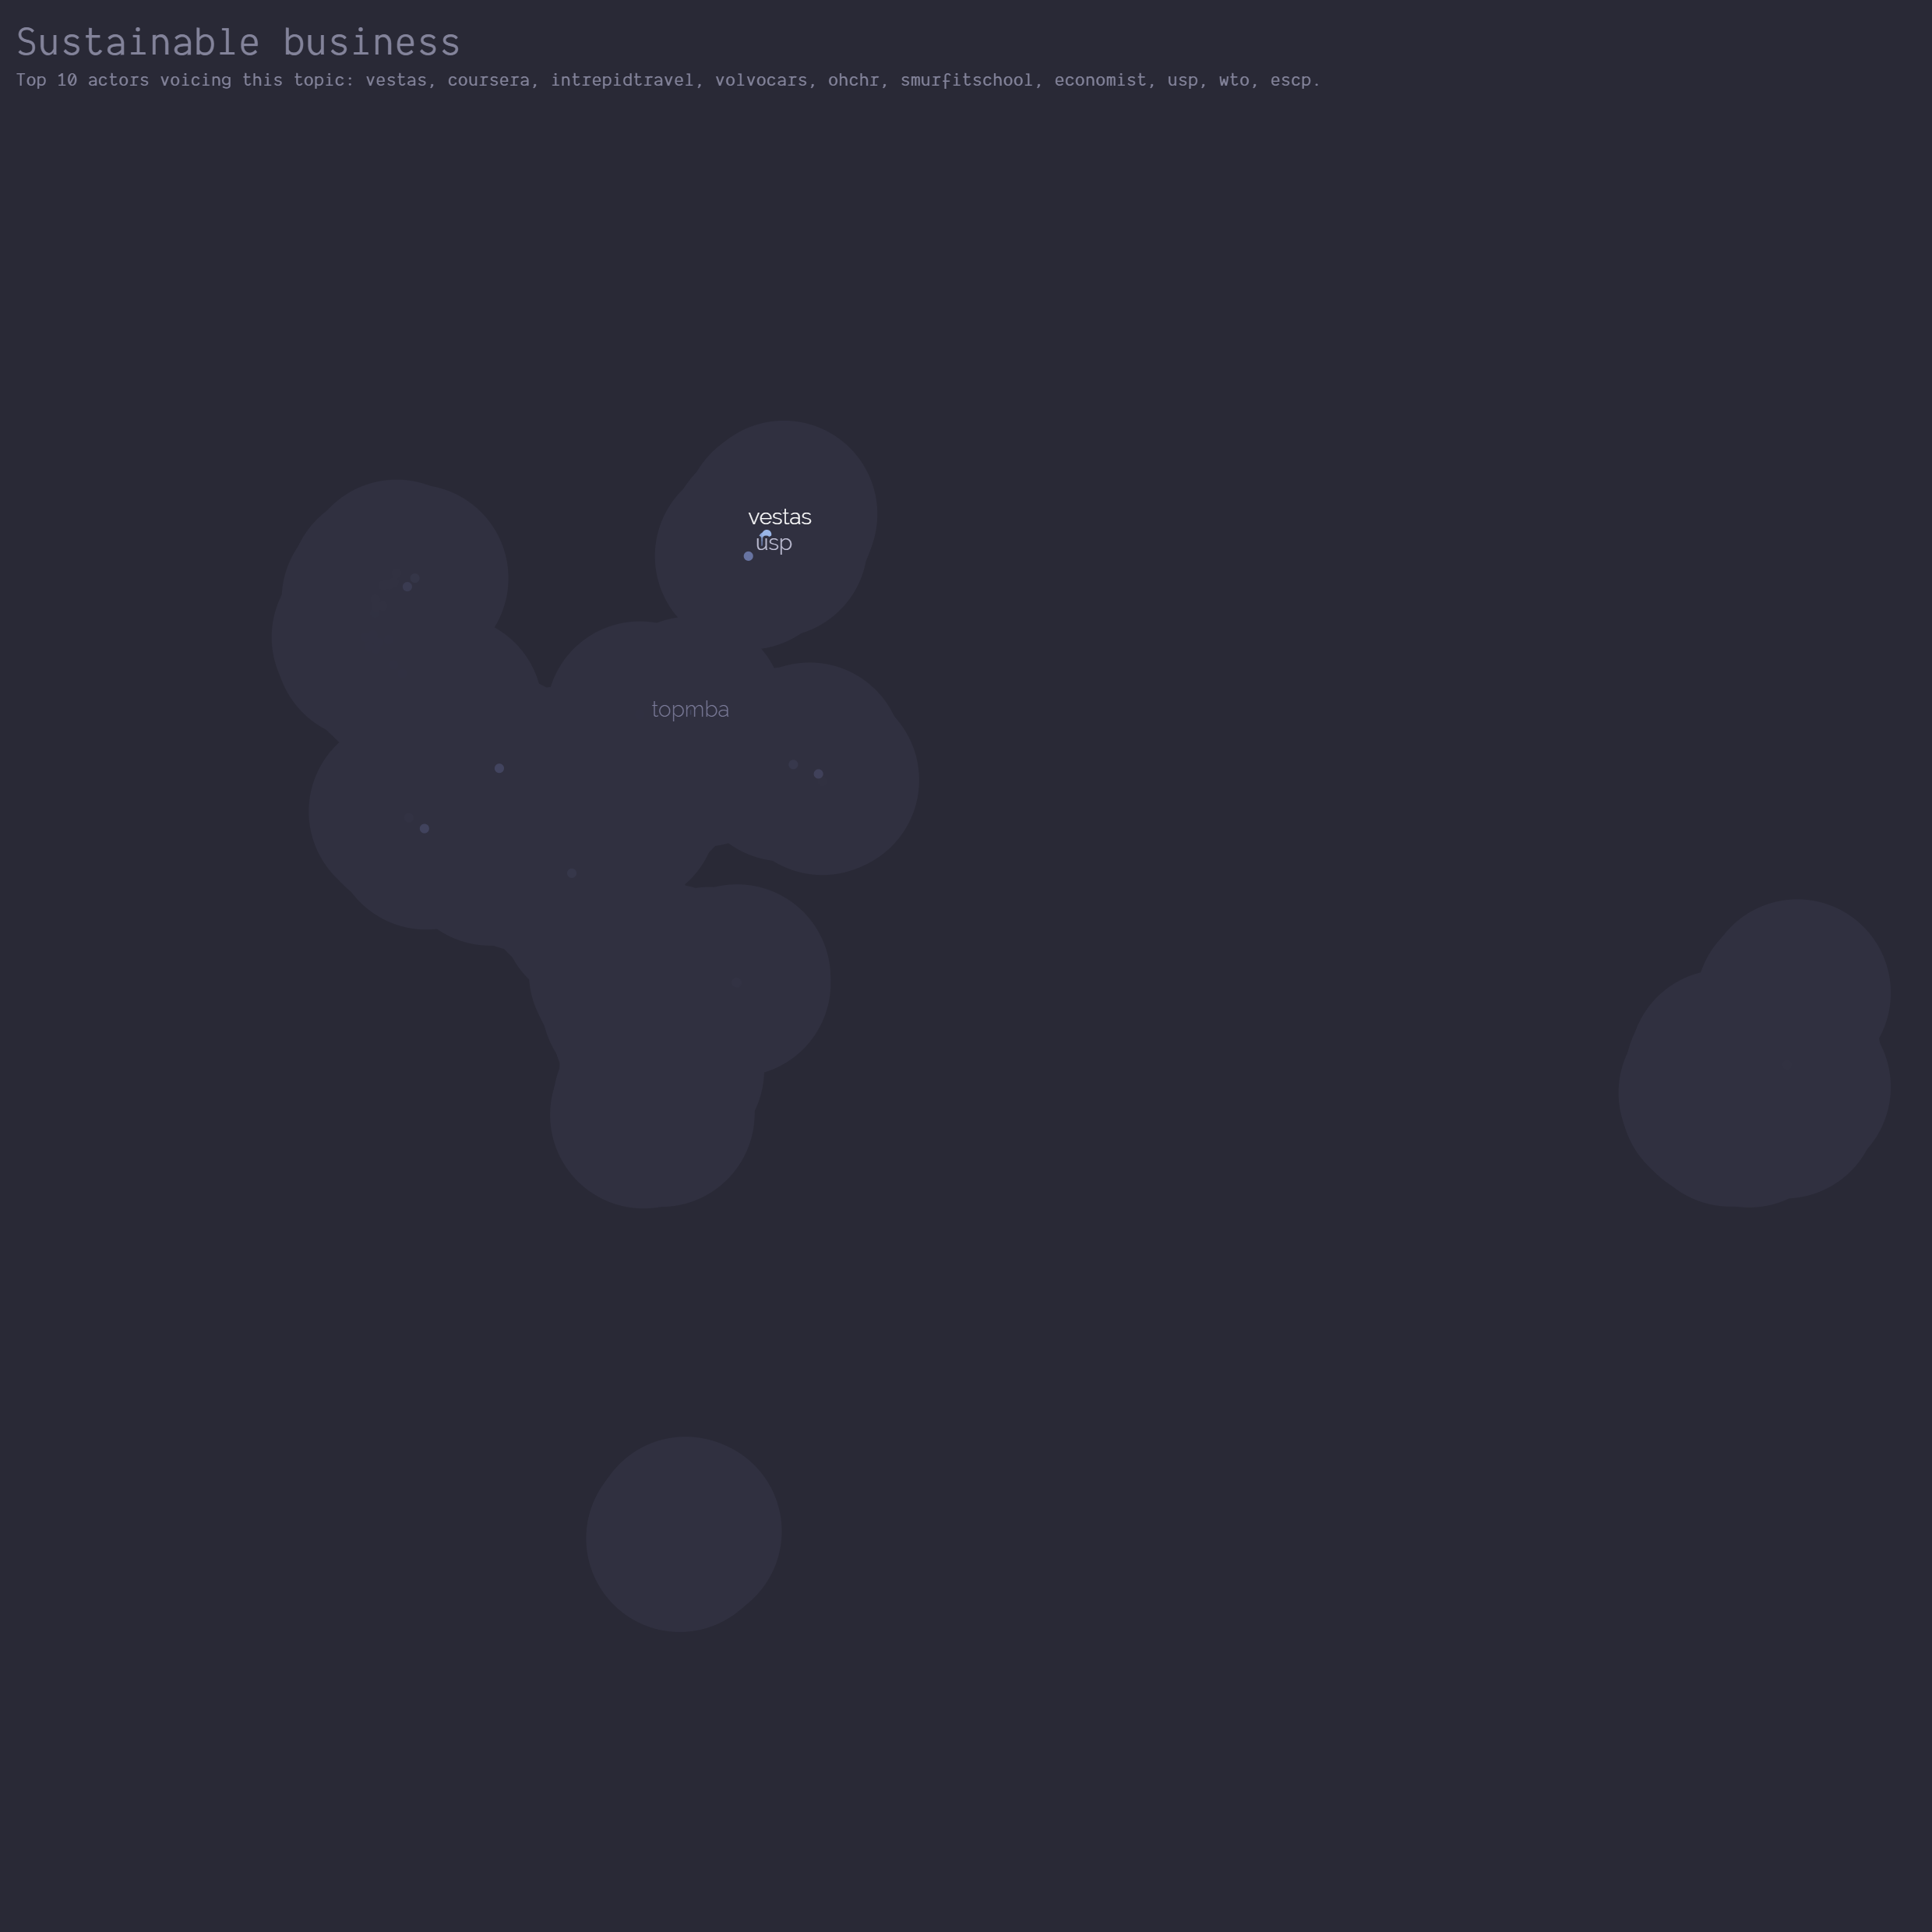 Sustainable business
Top 10 actors voicing this topic: vestas, coursera, intrepidtravel, volvocars, ohchr, smurfitschool, economist, usp, wto, escp.
vestas
usp
topmba